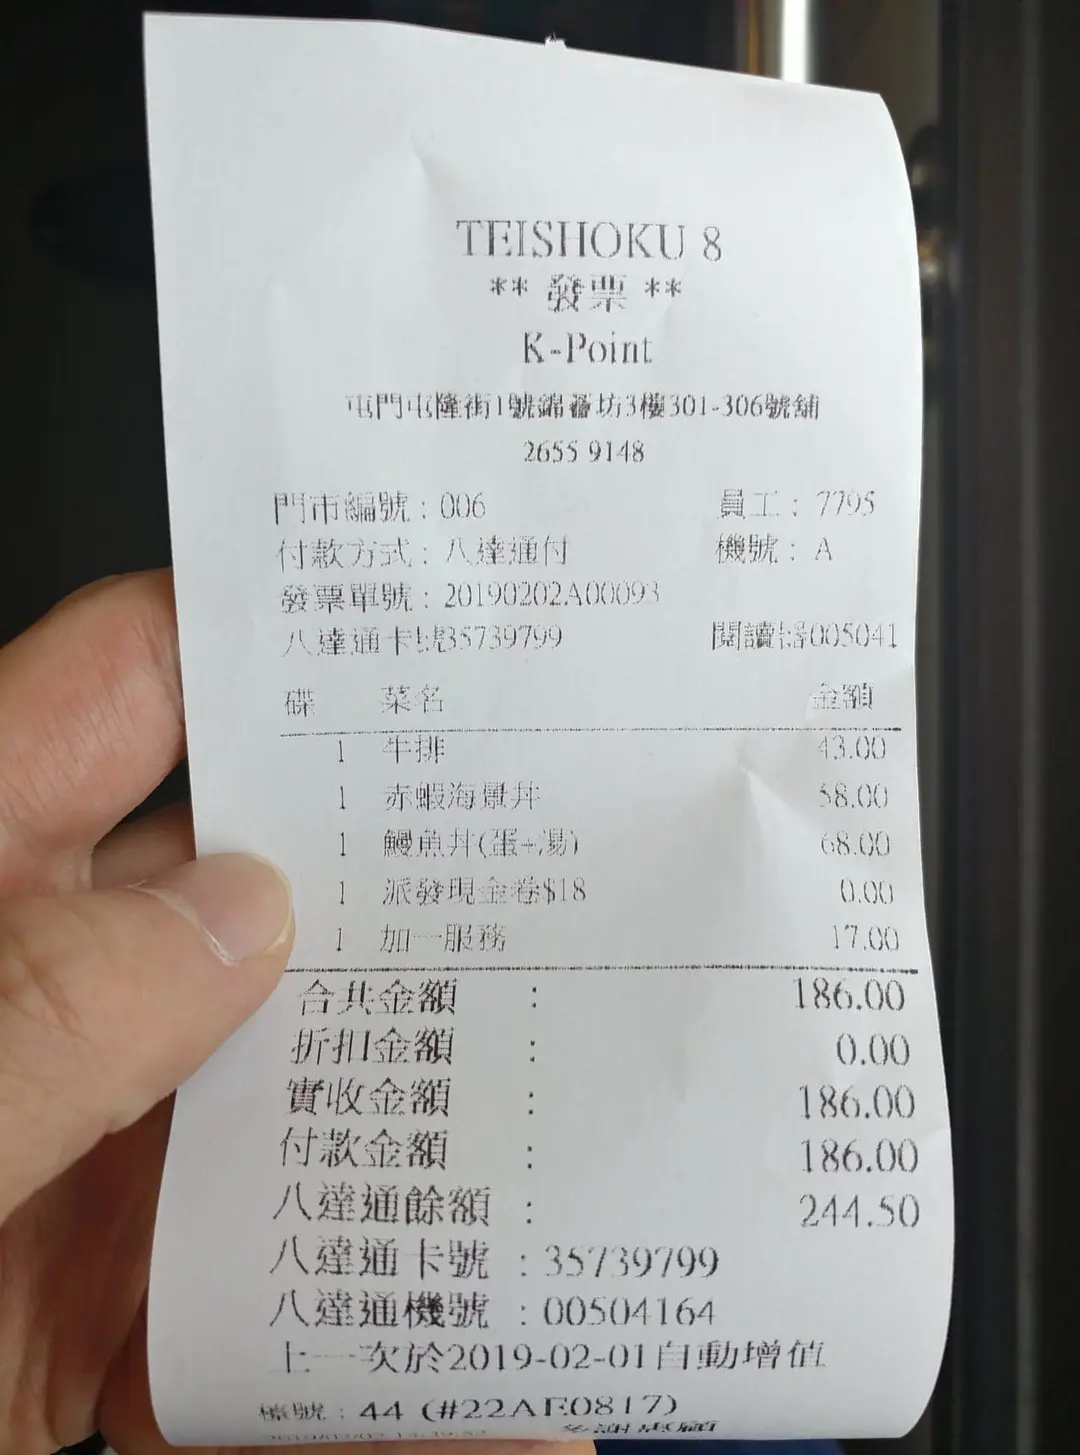 TEISHOKU 8
** 發票 **
K-Point
屯門屯隆街1號錦薈坊3樓301-306號舖
2655 9148
門市編號 : 006 員工 : 7795
付款方式 : 八達通付 機號 : A
發票單號 : 20190202A00093
八達通卡號35739799 閱讀器005041
碟 菜名 金額
1 牛排 43.00
1 赤蝦海景丼 58.00
1 鰻魚丼(蛋+湯) 68.00
1 派發現金卷$18 0.00
1 加一服務 17.00
合共金額 : 186.00
折扣金額 : 0.00
實收金額 : 186.00
付款金額 : 186.00
八達通餘額 : 244.50
八達通卡號 : 35739799
八達通機號 : 00504164
上一次於2019-02-01自動增值
檯號 : 44 (#22AE0817)